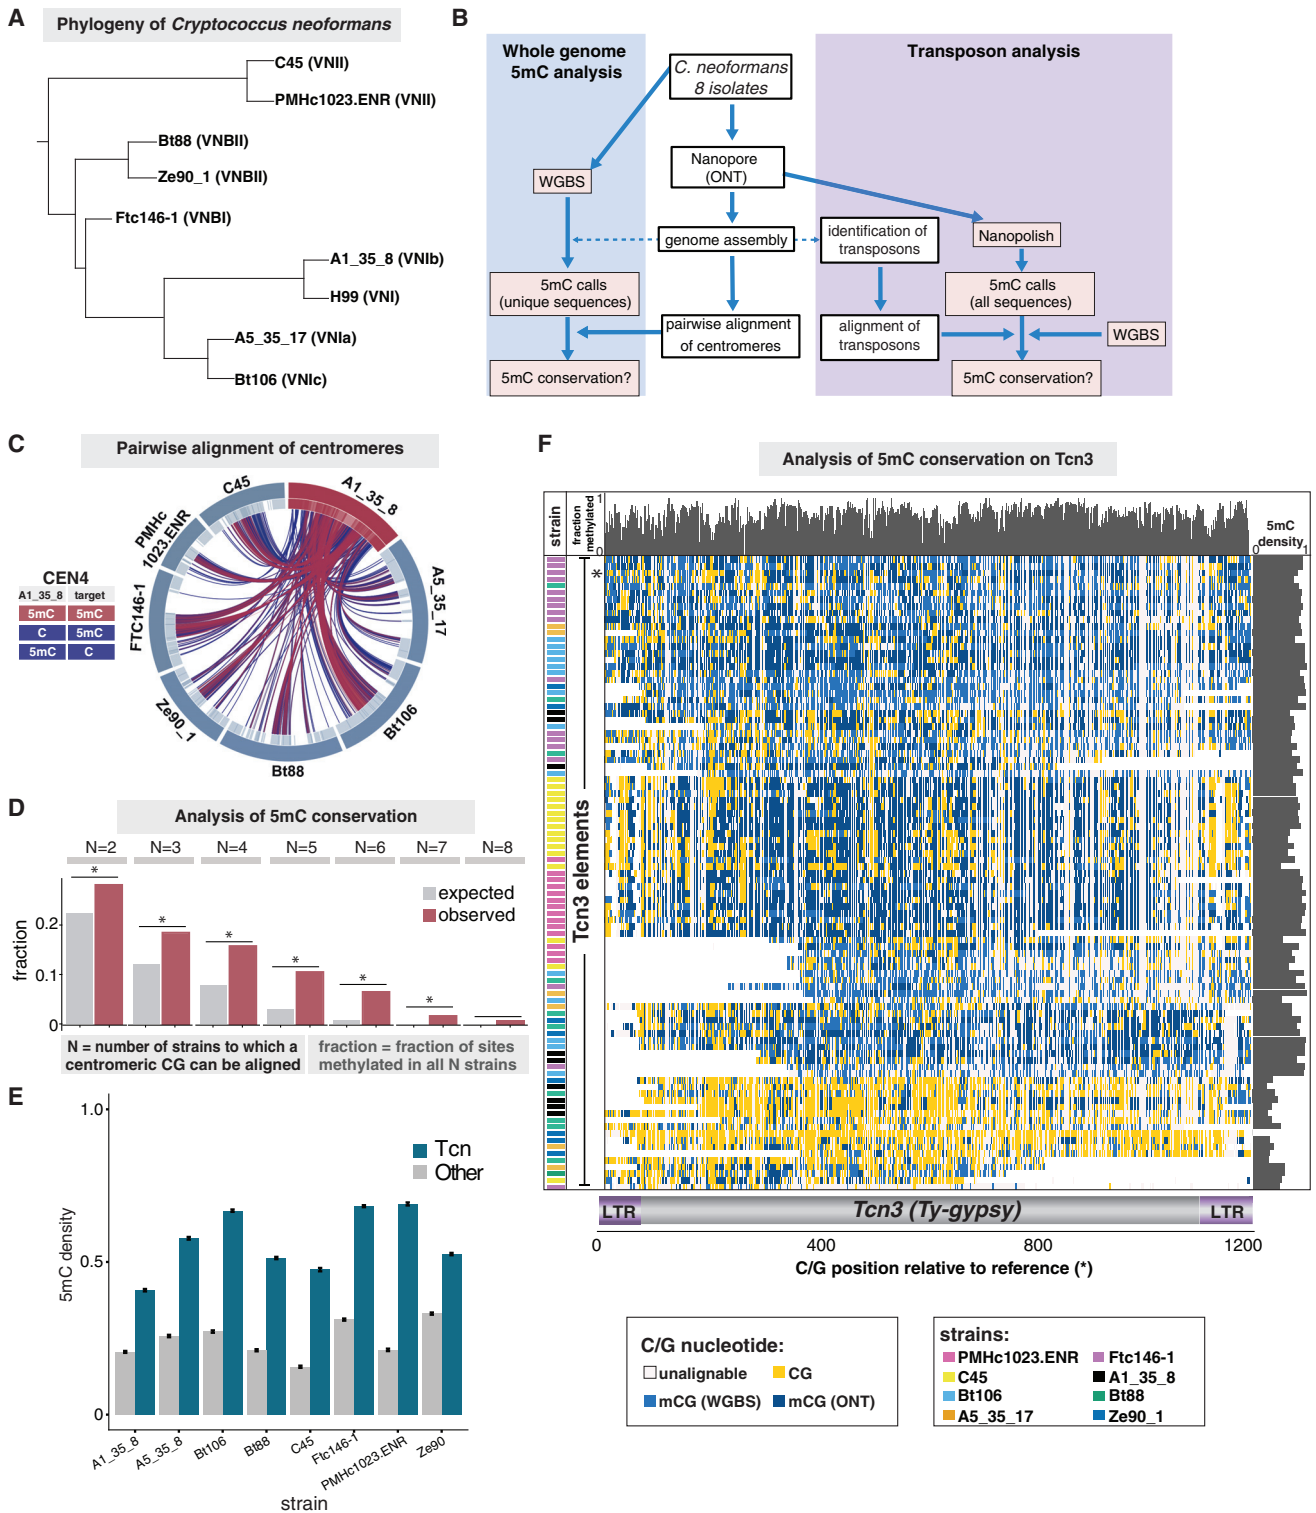 A
Phylogeny of Cryptococcus neoformans
C45 (VNII)
PMHc1023.ENR (VNII)
Bt88 (VNBII)
Ze90_1 (VNBII)
Ftc146-1 (VNBI)
A1_35_8 (VNIb)
H99 (VNI)
A5_35_17 (VNIa)
Bt106 (VNIc)
B
Whole genome
5mC analysis
Transposon analysis
C. neoformans
8 isolates
Nanopore
(ONT)
WGBS
genome assembly
identification of
transposons
Nanopolish
5mC calls
(unique sequences)
5mC calls
(all sequences)
pairwise alignment
of centromeres
alignment of
transposons
WGBS
5mC conservation?
5mC conservation?
C
Pairwise alignment of centromeres
C45
A1_35_8
PMHc
1023.ENR
A5_35_17
FTC146-1
Ze90_1
Bt88
Bt106
CEN4
A1_35_8 target
5mC 5mC
C 5mC
5mC C
D
Analysis of 5mC conservation
N=2 N=3 N=4 N=5 N=6 N=7 N=8
* * * * * *
expected
observed
fraction
0.2
0.1
0
N = number of strains to which a
centromeric CG can be aligned
fraction = fraction of sites
methylated in all N strains
E
1.0
0.5
0
5mC density
Tcn
Other
A1_35_8 A5_35_8 Bt106 Bt88 C45 Ftc146-1 PMHc1023.ENR Ze90
strain
F
Analysis of 5mC conservation on Tcn3
strain
fraction
methylated
1
0
5mC
density
0 1
*
Tcn3 elements
LTR Tcn3 (Ty-gypsy) LTR
0 400 800 1200
C/G position relative to reference (*)
C/G nucleotide:
unalignable CG
mCG (WGBS) mCG (ONT)
strains:
PMHc1023.ENR Ftc146-1
C45 A1_35_8
Bt106 Bt88
A5_35_17 Ze90_1